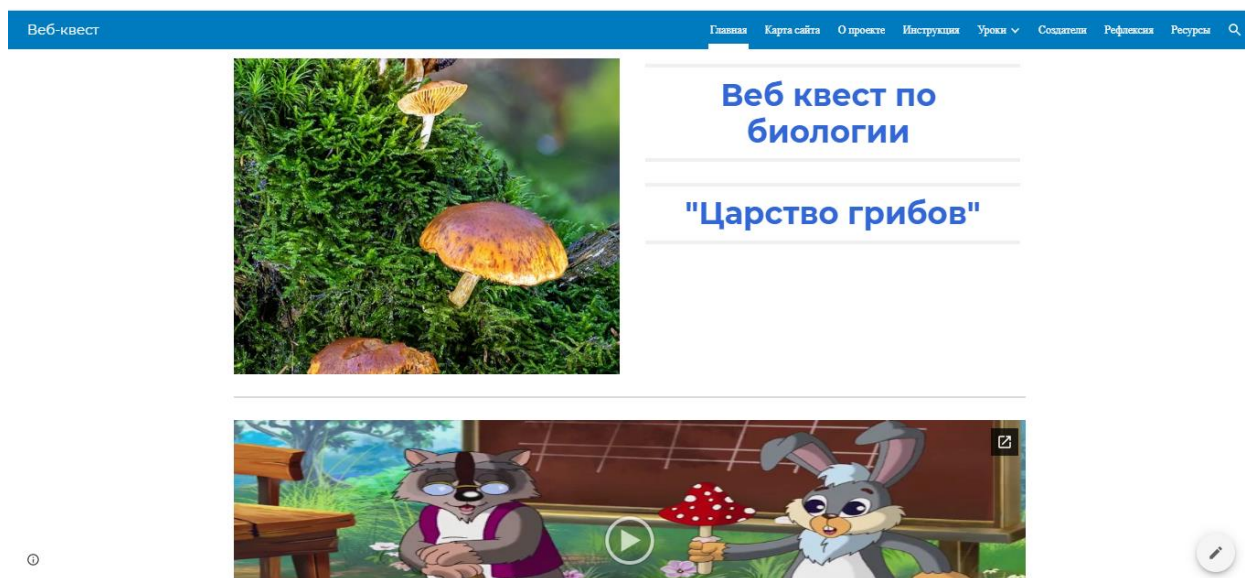 Веб-квест
Главная Карта сайта О проекте Инструкция Уроки Создатели Рефлексия Ресурсы
Веб квест по
биологии
"Царство грибов"